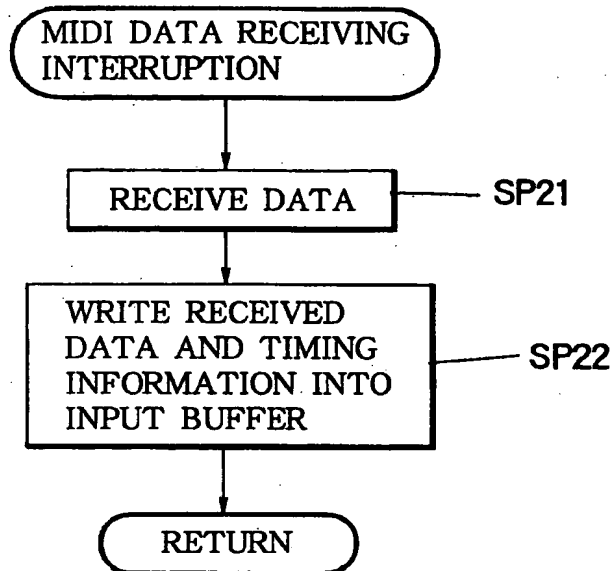 MIDI DATA RECEIVING
INTERRUPTION
RECEIVE DATA
SP21
WRITE RECEIVED
DATA AND TIMING
INFORMATION INTO
INPUT BUFFER
SP22
RETURN